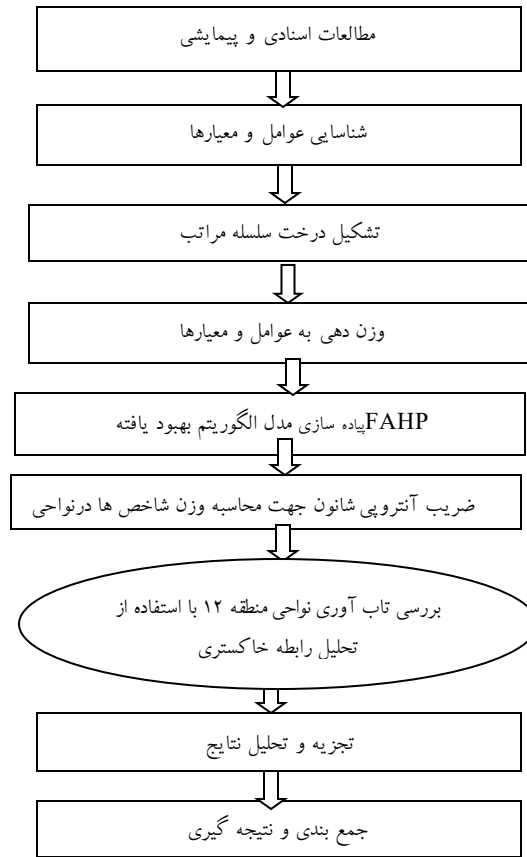 مطالعات اسنادی و پیمایشی
شناسایی عوامل و معیارها
تشکیل درخت سلسله مراتب
وزن دهی به عوامل و معیارها
FAHPپیاده سازی مدل الگوریتم بهبود یافته
ضریب آنتروپی شانون جهت محاسبه وزن شاخص ها درنواحی
بررسی تاب آوری نواحی منطقه ۱۲ با استفاده از
تحلیل رابطه خاکستری
تجزیه و تحلیل نتایج
جمع بندی و نتیجه گیری